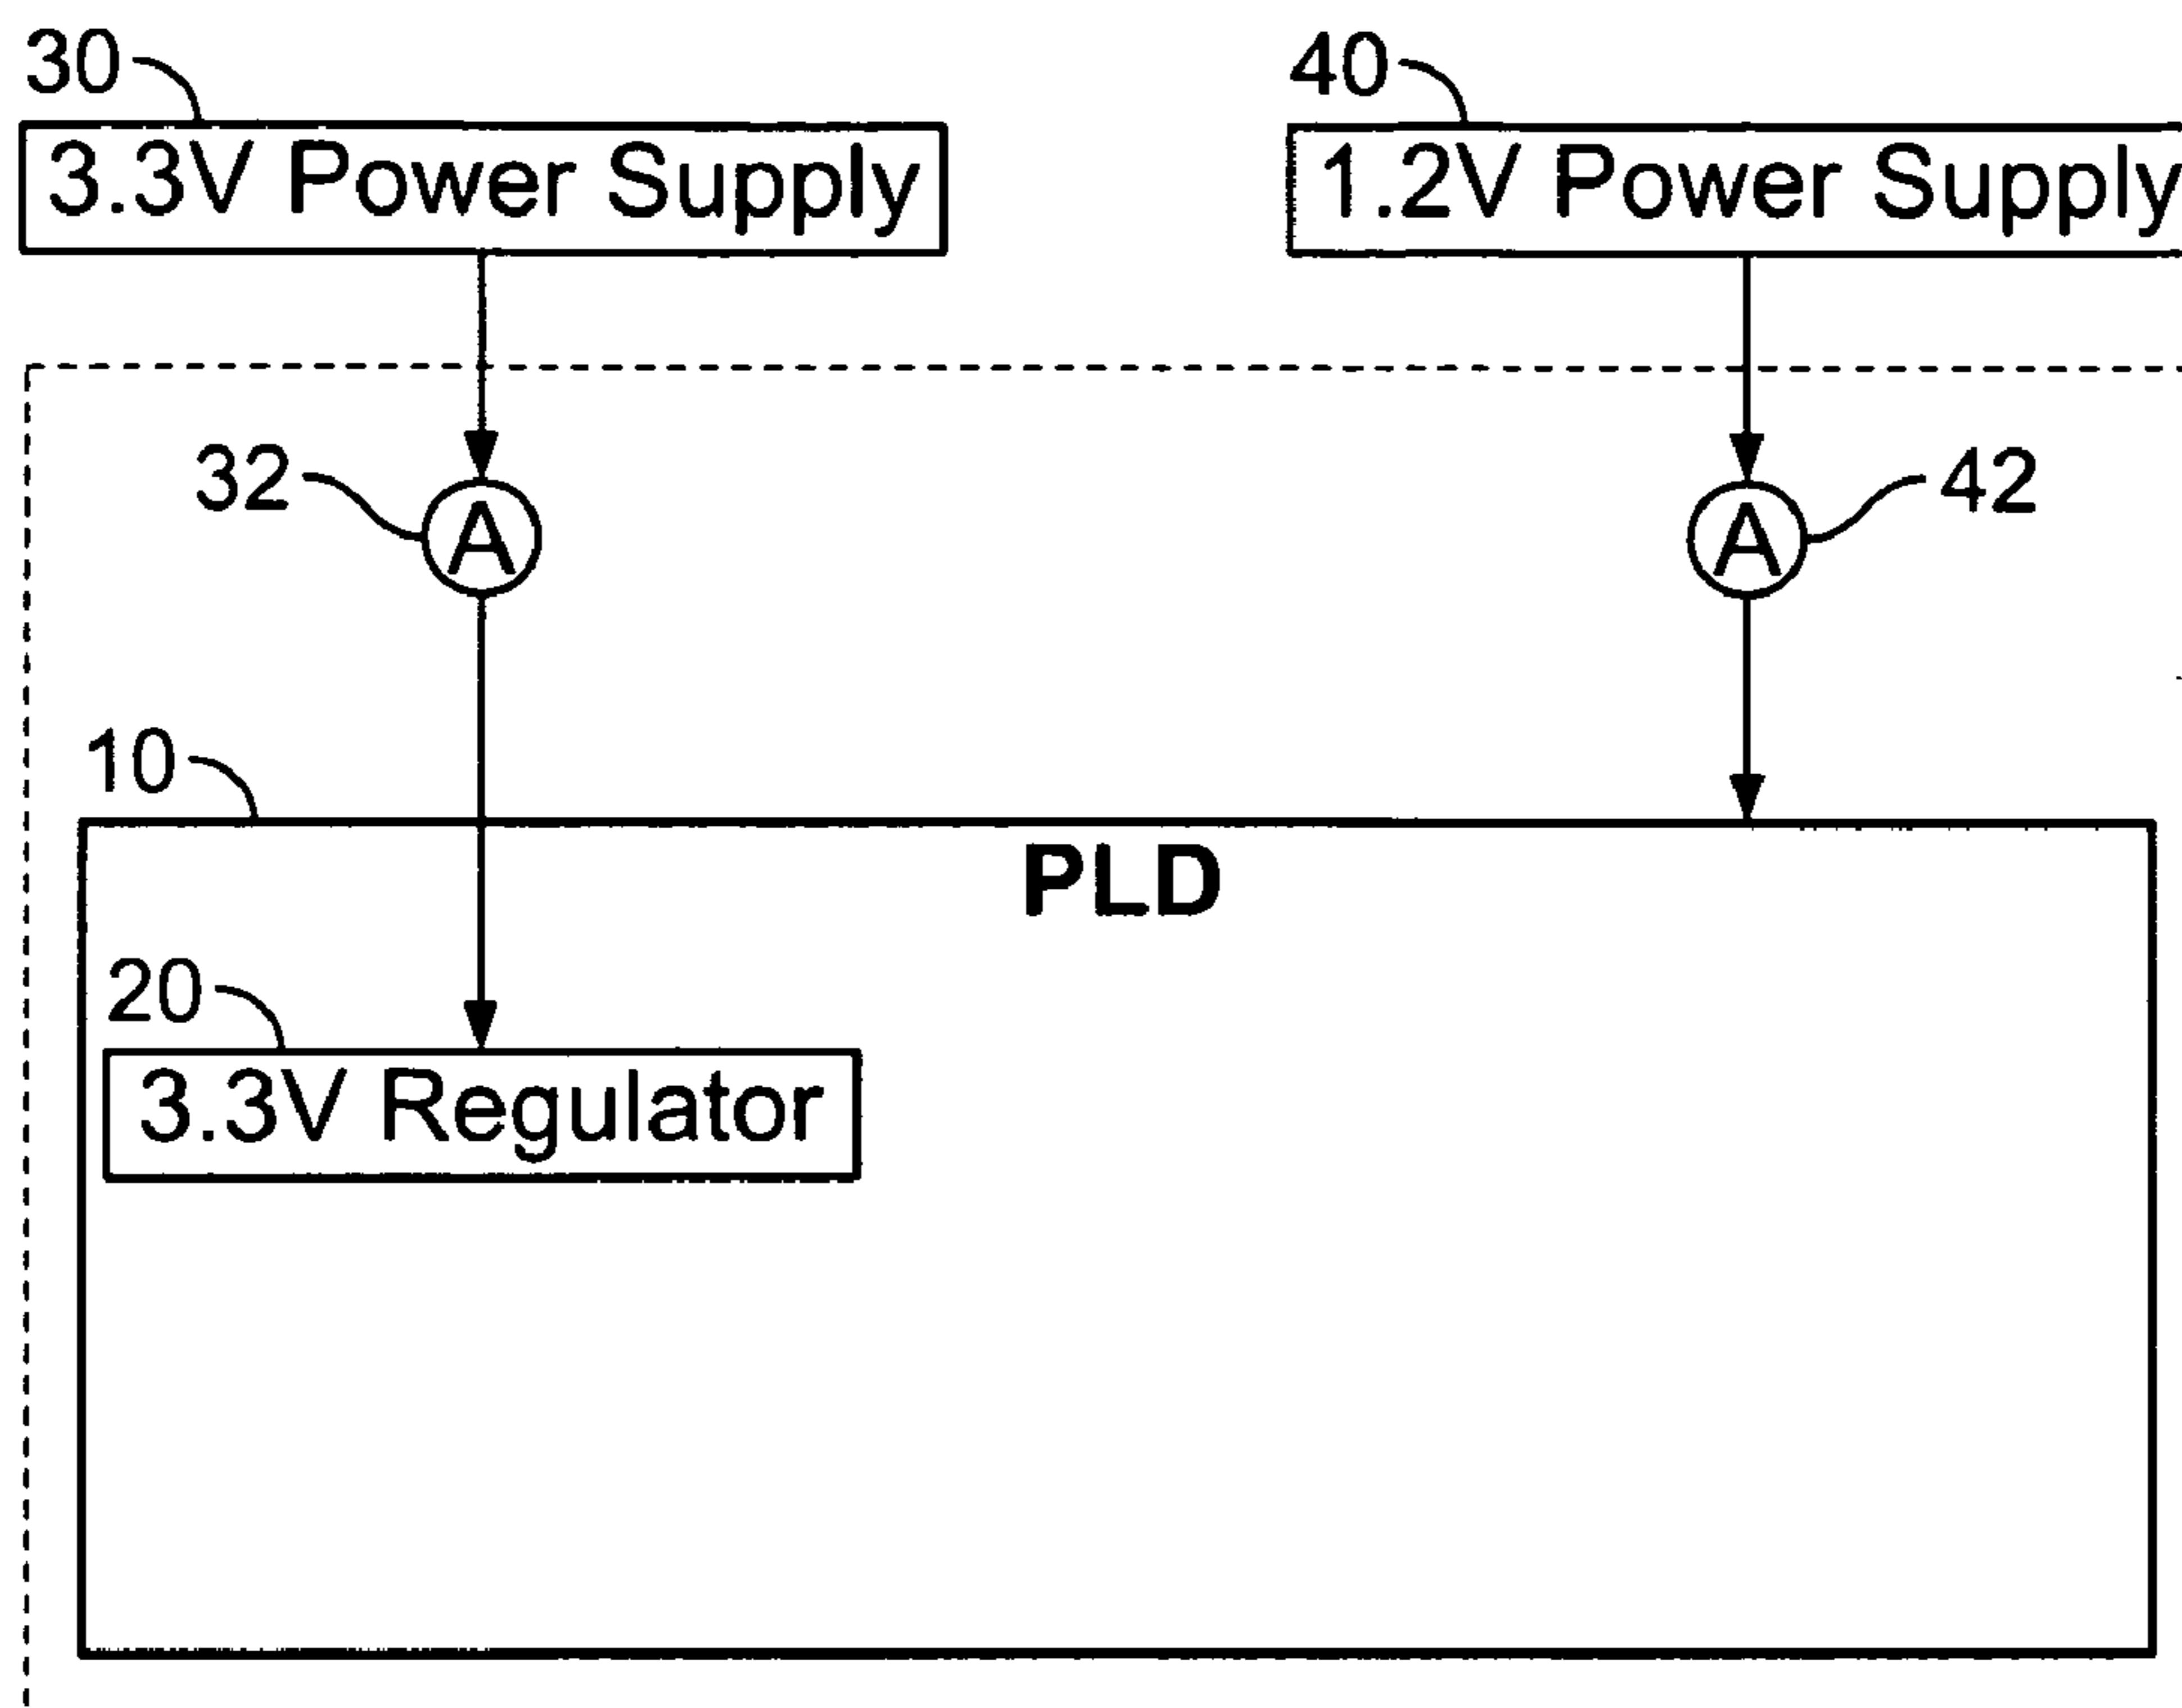 30
40
3.3V Power Supply
1.2V Power Supply
32
A
A
42
10
PLD
20
3.3V Regulator